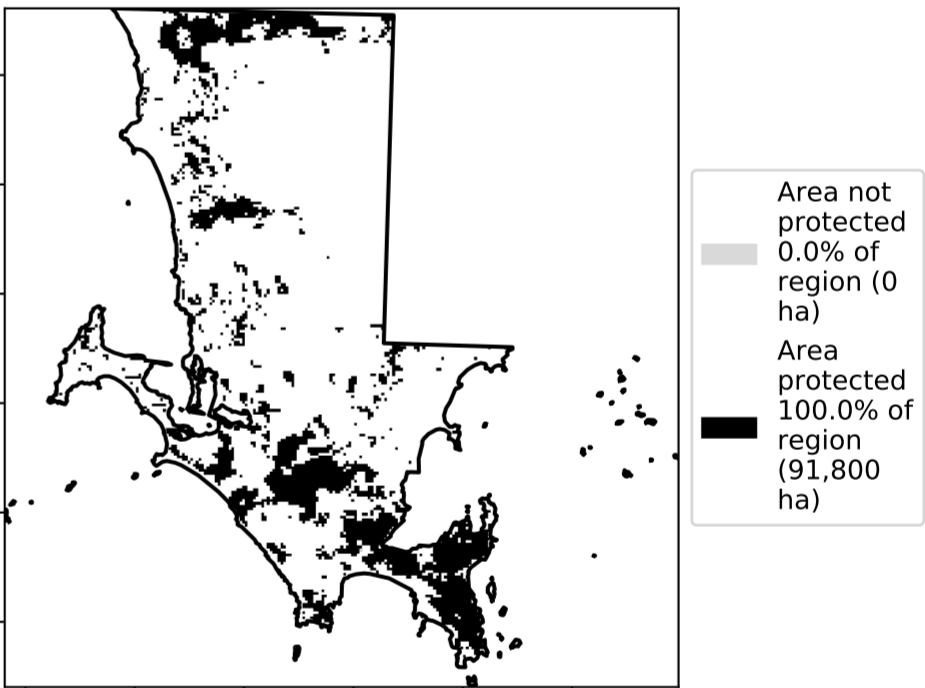 Area not
protected
0.0% of
region (0
ha)
Area
protected
100.0% of
region
(91,800
ha)